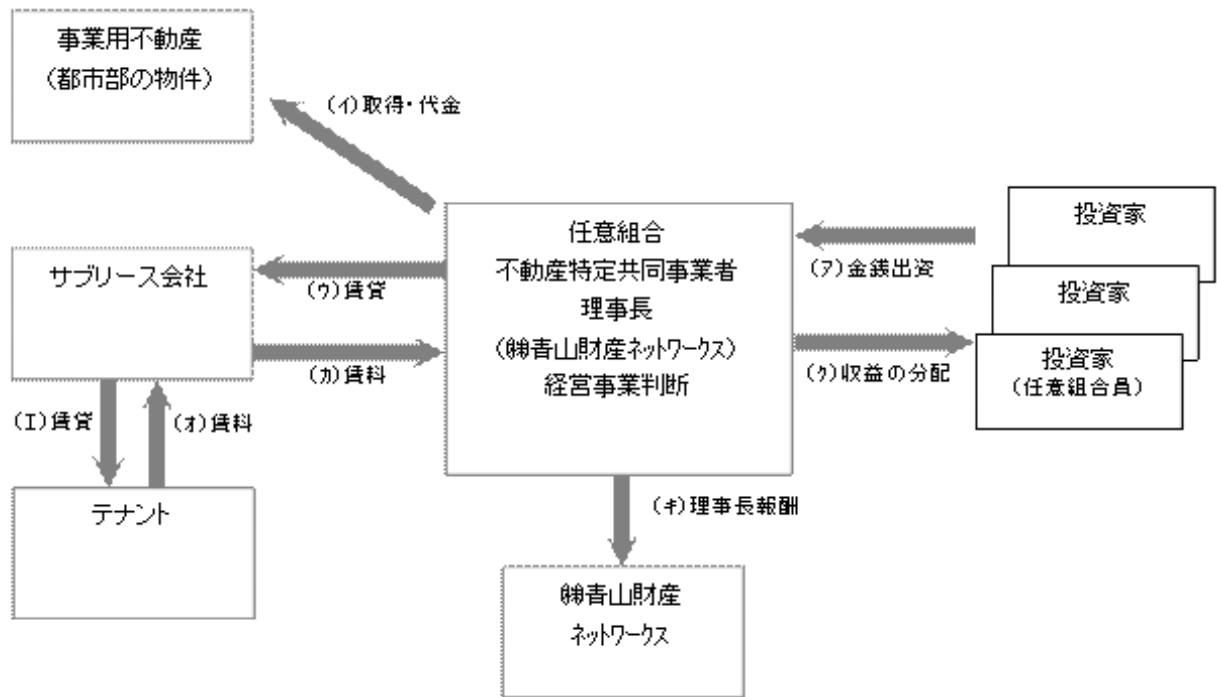 事業用不動産
（都市部の物件）
（イ）取得・代金
任意組合
不動産特定共同事業者
理事長
（㈱青山財産ネットワークス）
経営事業判断
投資家
（ア）金銭出資
投資家
サブリース会社
（ウ）賃貸
（カ）賃料
（ク）収益の分配
投資家
（任意組合員）
（エ）賃貸
（オ）賃料
テナント
（キ）理事長報酬
㈱青山財産
ネットワークス